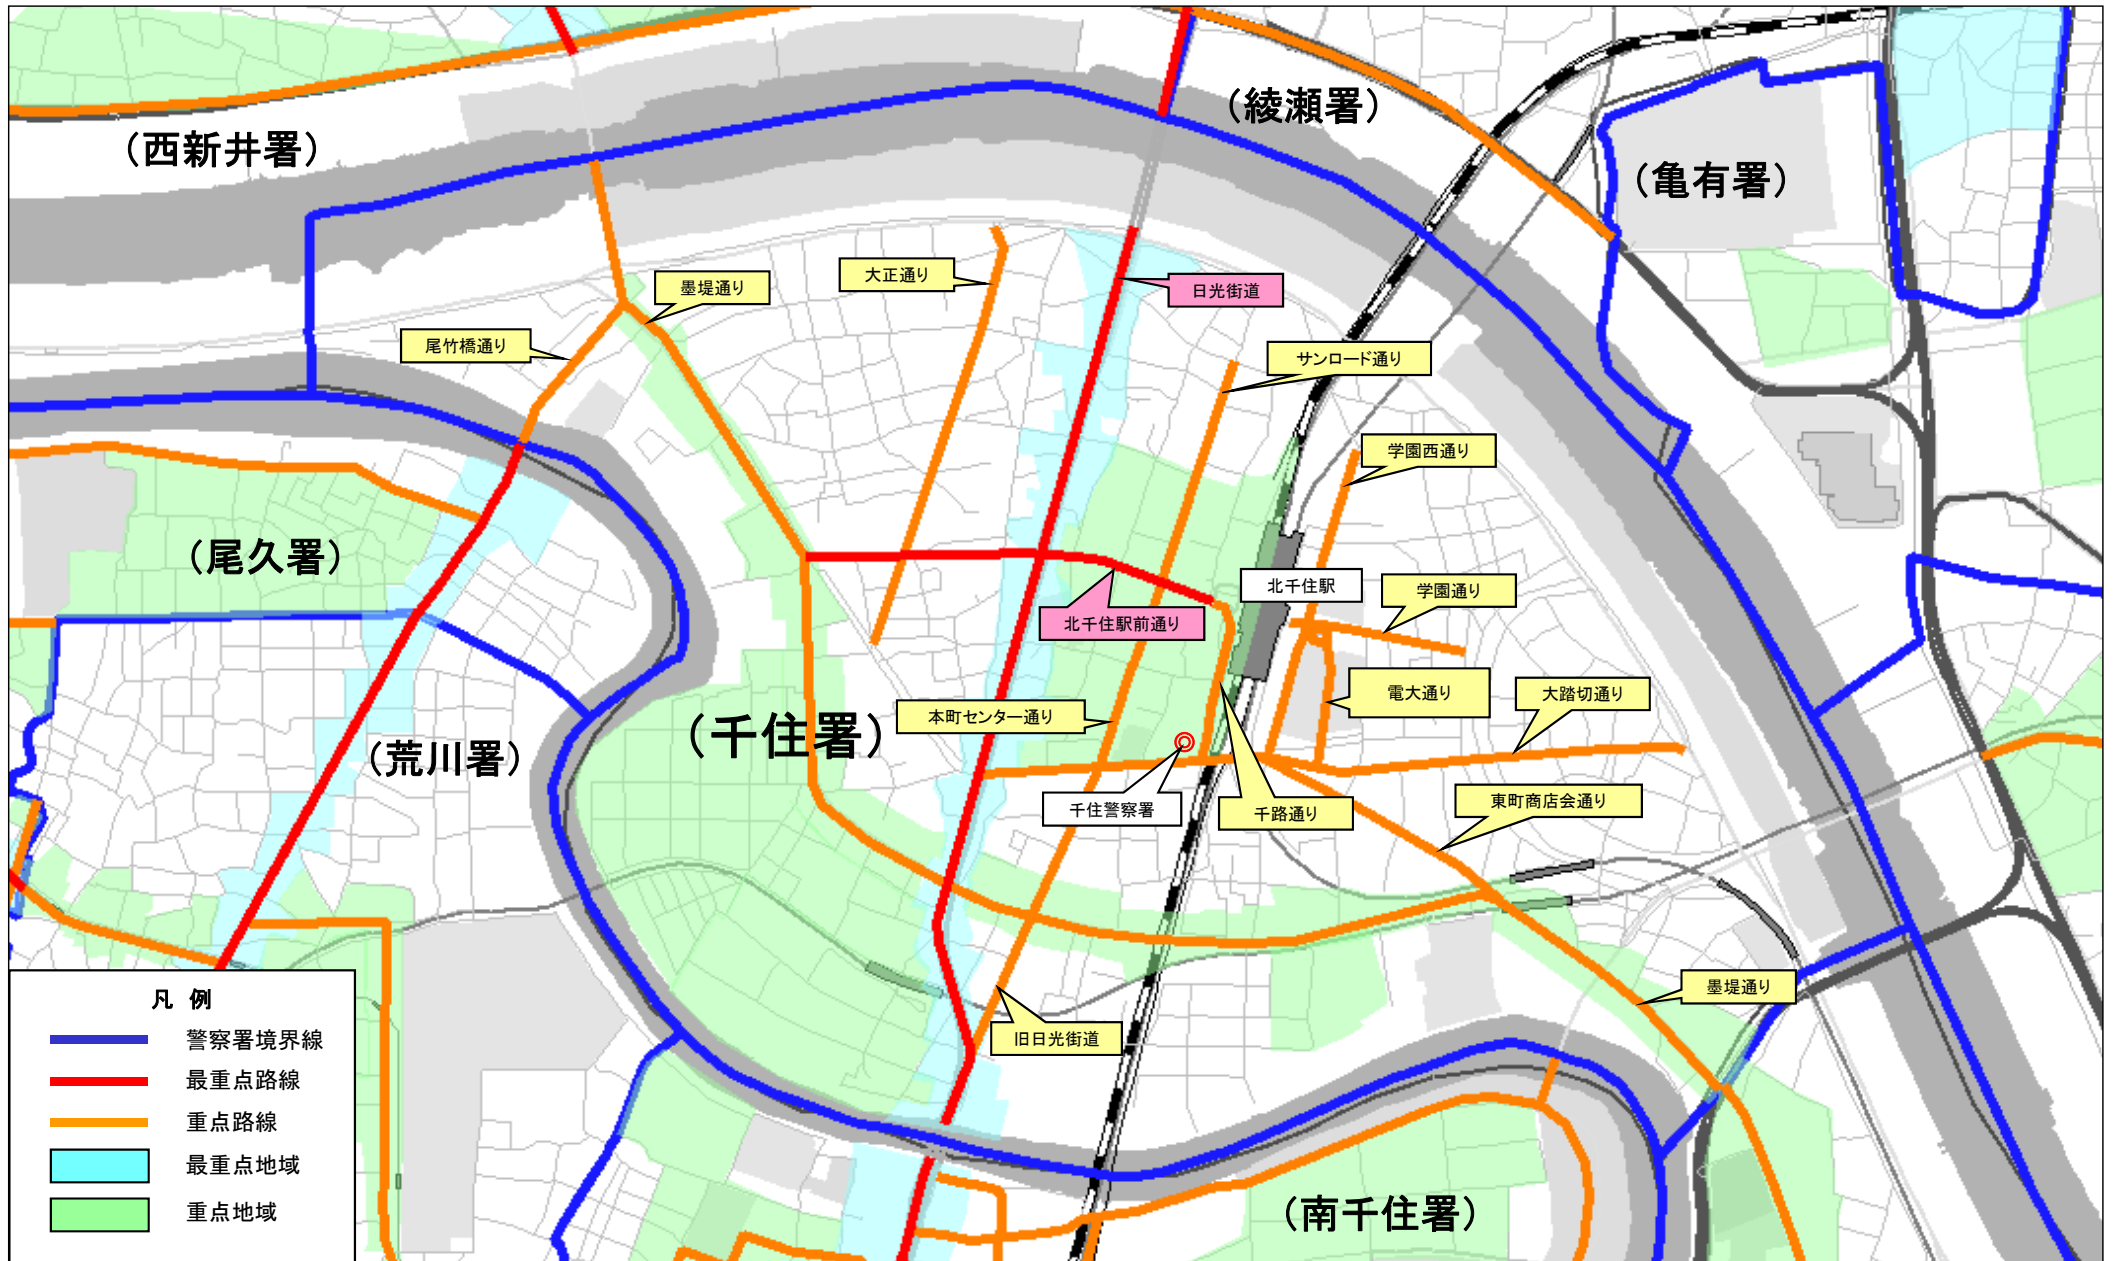 （綾瀬署）
（西新井署）
（亀有署）
大正通り
墨堤通り
日光街道
尾竹橋通り
サンロード通り
学園西通り
（尾久署）
北千住駅
学園通り
北千住駅前通り
電大通り
大踏切通り
本町センター通り
（千住署）
（荒川署）
千住警察署
千路通り
東町商店会通り
墨堤通り
旧日光街道
（南千住署）
凡 例
警察署境界線
最重点路線
重点路線
最重点地域
重点地域